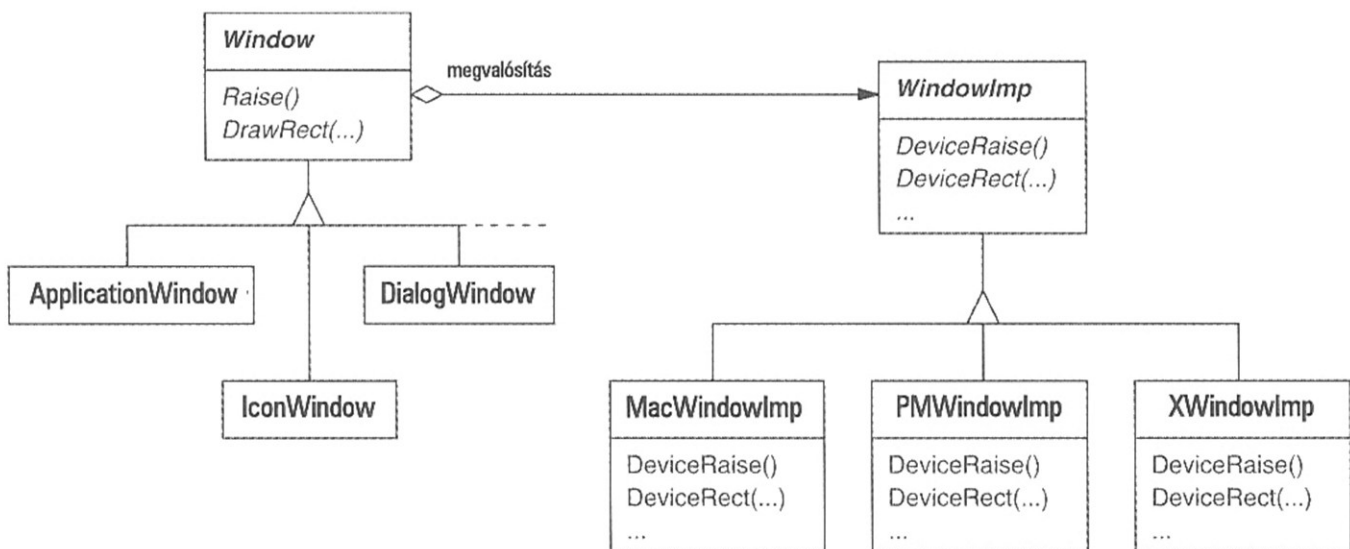 Window
Raise()
DrawRect(...)
megvalósítás
WindowImp
DeviceRaise()
DeviceRect(...)
...
ApplicationWindow
DialogWindow
IconWindow
MacWindowImp
DeviceRaise()
DeviceRect(...)
...
PMWindowImp
DeviceRaise()
DeviceRect(...)
...
XWindowImp
DeviceRaise()
DeviceRect(...)
...